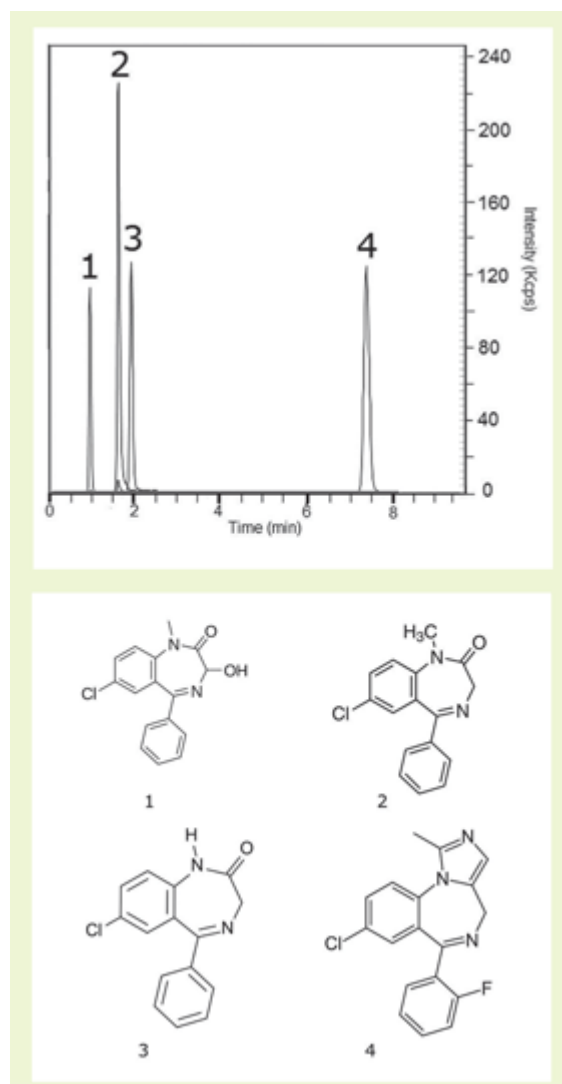 240
2
200
160
3
4
1
120
80
40
0
Intensity (Kcps)
0 2 4 6 8
Time (min)
N O
OH
Cl N
1
H₃C
N O
Cl N
2
H
N O
Cl N
3
N
N
Cl N
F
4